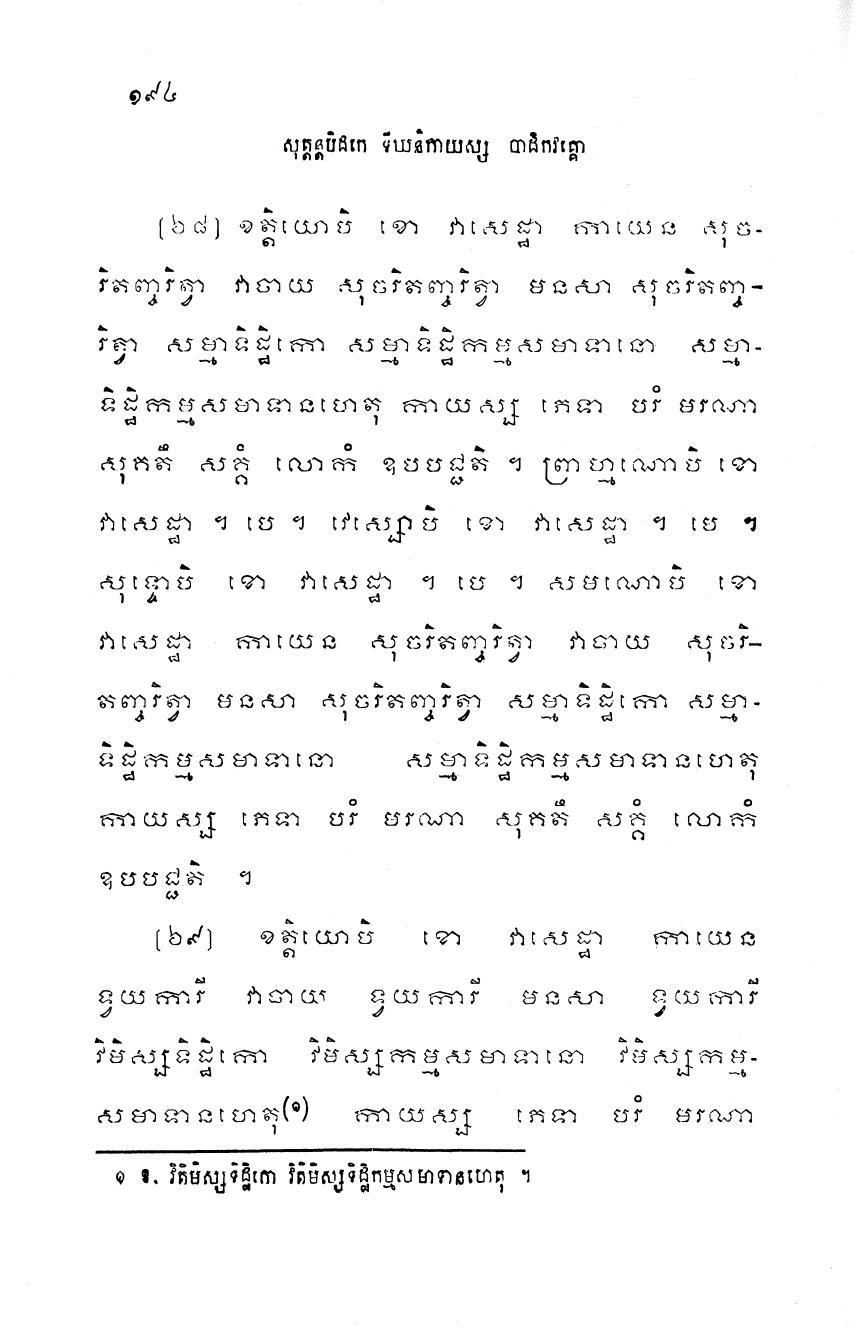 ១៩៤
សុត្តន្តបិដកេ ទីឃនិកាយស្ស បាដិកវគ្គោ
[៦៨] ខត្តិយោបិ ខោ វាសេដ្ឋា កាយេន សុច-
រិតញ្ចរិត្វា វាចាយ សុចរិតញ្ចរិត្វា មនសា សុចរិតញ្ច-
រិត្វា សម្មាទិដ្ឋិកោ សម្មាទិដ្ឋិកម្មសមាទានោ សម្មា-
ទិដ្ឋិកម្មសមាទានហេតុ កាយស្ស ភេទា បរំ មរណា
សុគតឹ សគ្គំ លោកំ ឧបបជ្ជតិ ។ ព្រាហ្មណោបិ ខោ
វាសេដ្ឋា ។ បេ ។ វេស្សោបិ ខោ វាសេដ្ឋា ។ បេ ។
សុទ្ទោបិ ខោ វាសេដ្ឋា ។ បេ ។ សមណោបិ ខោ
វាសេដ្ឋា កាយេន សុចរិតញ្ចរិត្វា វាចាយ សុចរិ-
តញ្ចរិត្វា មនសា សុចរិតញ្ចរិត្វា សម្មាទិដ្ឋិកោ សម្មា-
ទិដ្ឋិកម្មសមាទានោ សម្មាទិដ្ឋិកម្មសមាទានហេតុ
កាយស្ស ភេទា បរំ មរណា សុគតឹ សគ្គំ លោកំ
ឧបបជ្ជតិ ។
[៦៩] ខត្តិយោបិ ខោ វាសេដ្ឋា កាយេន
ទ្វយការី វាចាយ ទ្វយការី មនសា ទ្វយការី
វិមិស្សទិដ្ឋិកោ វិមិស្សកម្មសមាទានោ វិមិស្សកម្ម-
សមាទានហេតុ(១) កាយស្ស ភេទា បរំ មរណា
១ ឱ. វិតិមិស្សទិដ្ឋិកោ វិតិមិស្សទិដ្ឋិកម្មសមាទានហេតុ ។